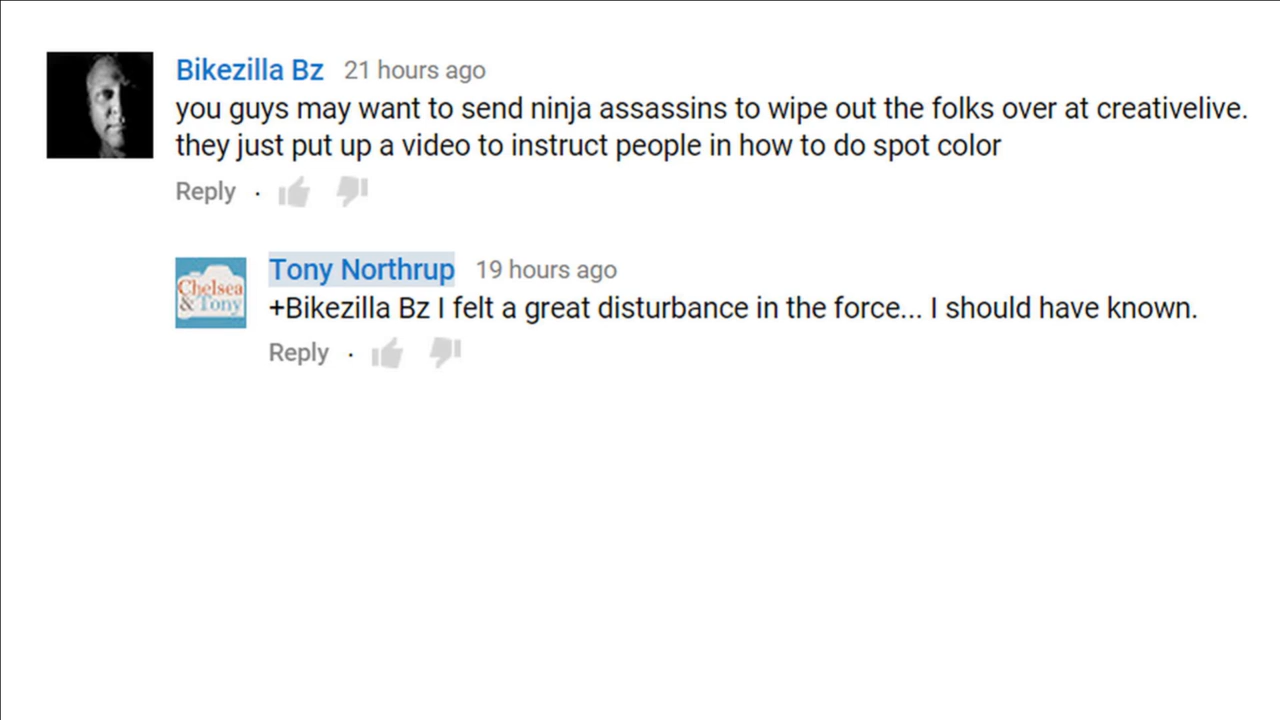 Bikezilla Bz 21 hours ago
you guys may want to send ninja assassins to wipe out the folks over at creativelive.
they just put up a video to instruct people in how to do spot color
Reply ·
Chelsea
& Tony
Tony Northrup 19 hours ago
+Bikezilla Bz I felt a great disturbance in the force... I should have known.
Reply ·